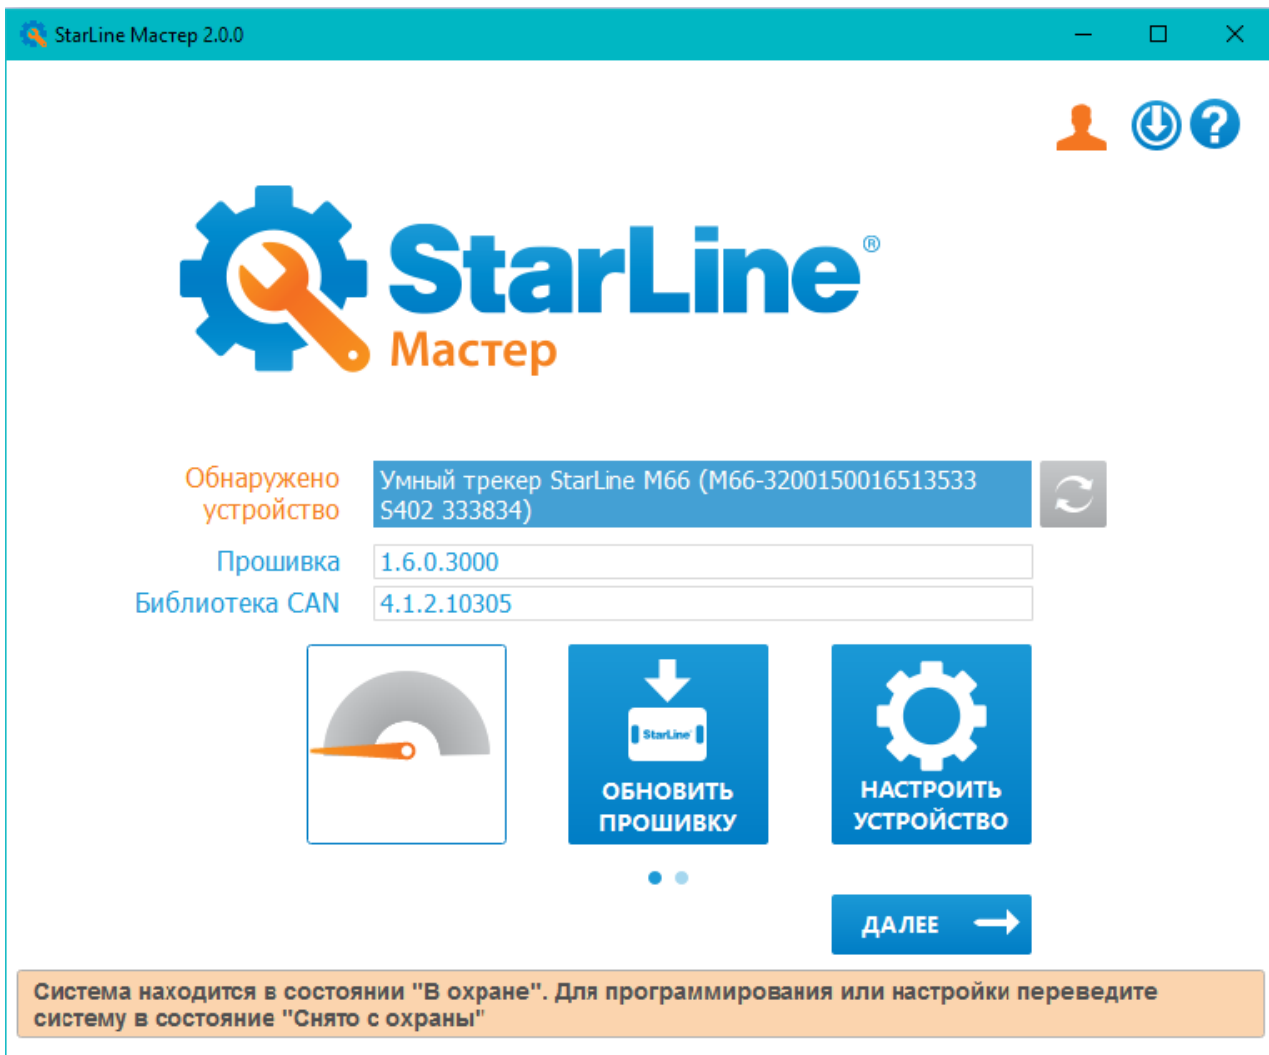 StarLine Мастер 2.0.0
StarLine®
Мастер
Обнаружено
устройство
Умный трекер StarLine M66 (M66-3200150016513533
S402 333834)
Прошивка
1.6.0.3000
Библиотека CAN
4.1.2.10305
StarLine
ОБНОВИТЬ
ПРОШИВКУ
НАСТРОИТЬ
УСТРОЙСТВО
ДАЛЕЕ
Система находится в состоянии "В охране". Для программирования или настройки переведите
систему в состояние "Снято с охраны"